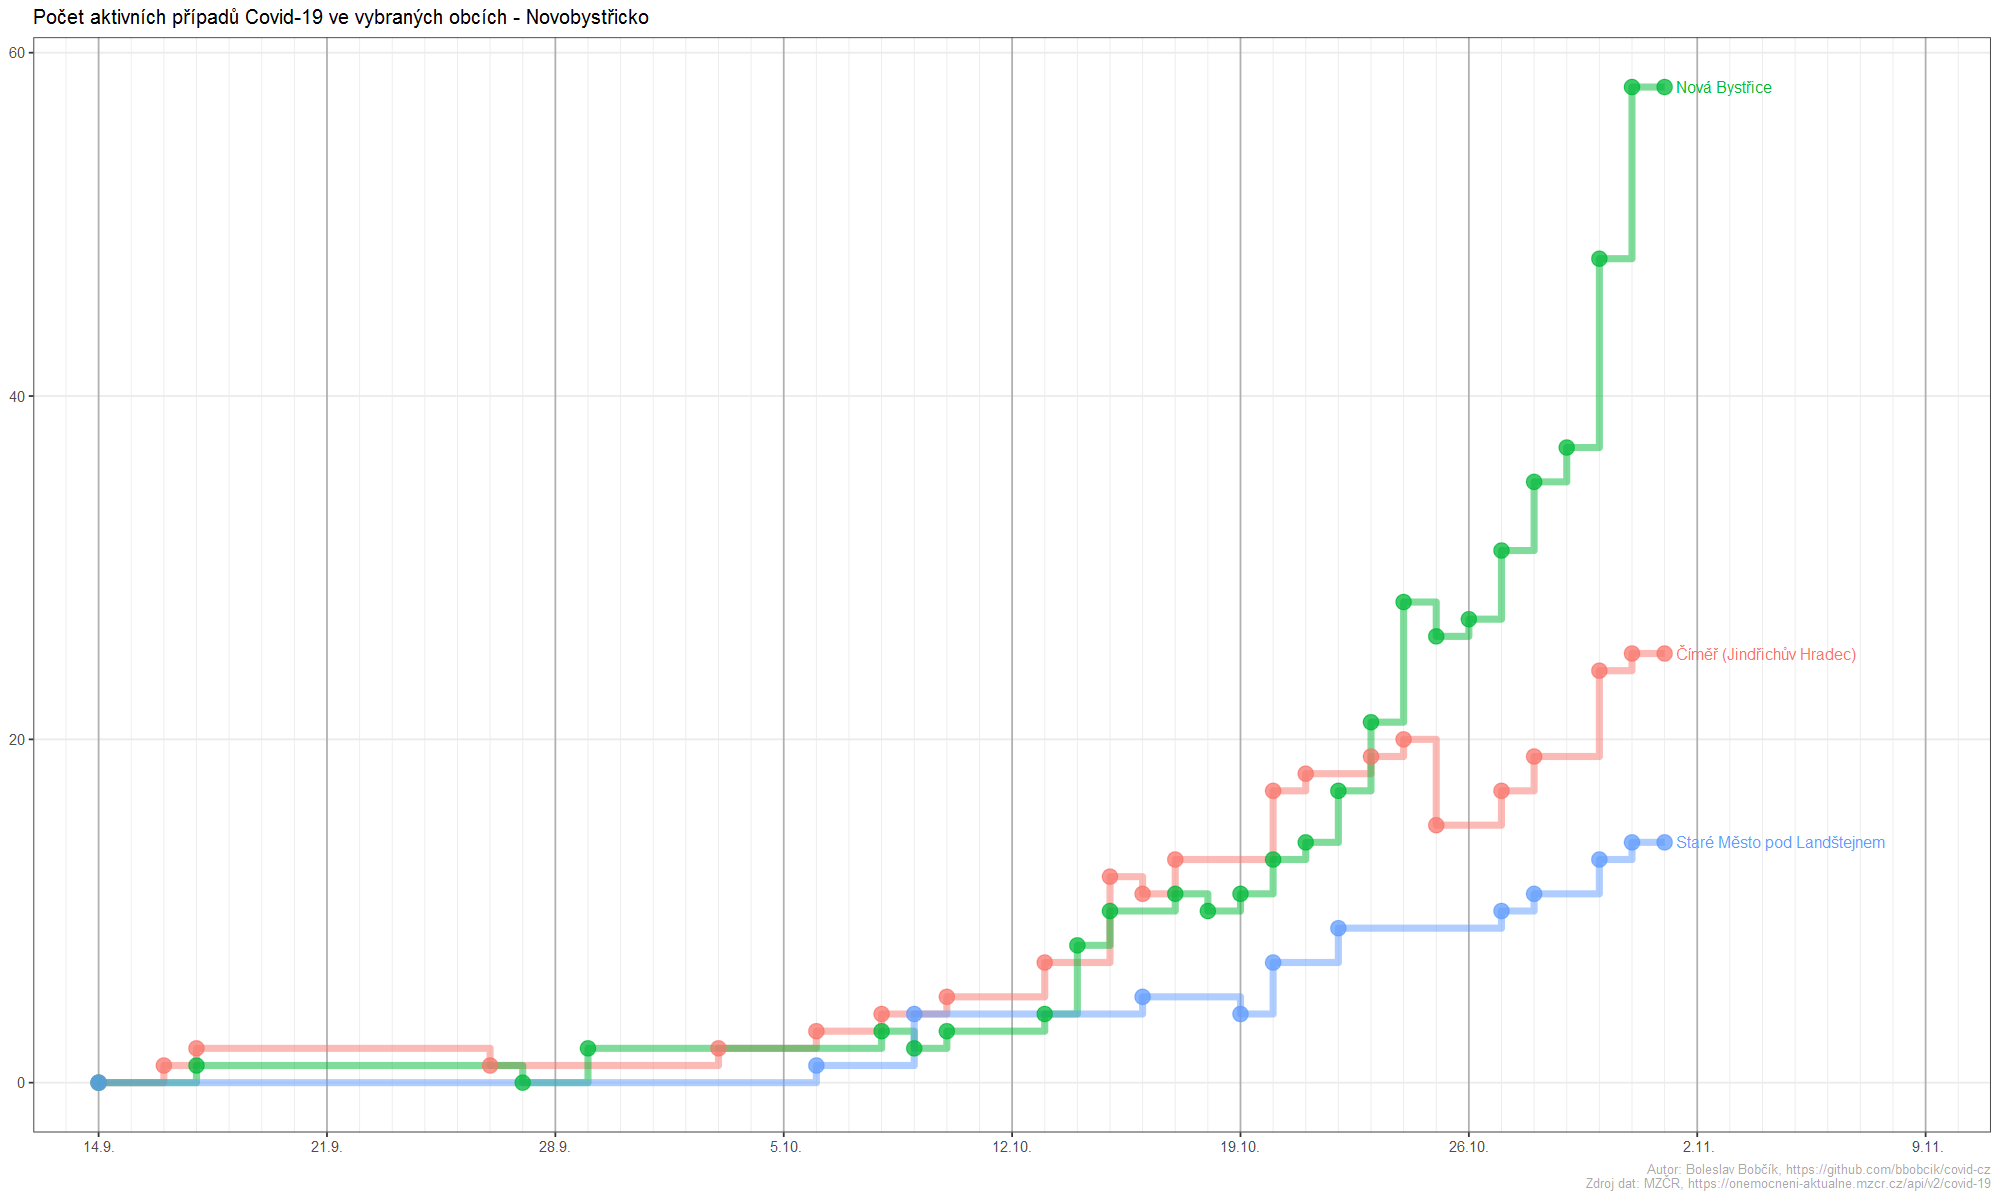 Počet aktivních případů Covid-19 ve vybraných obcích - Novobystřicko
60
40
20
0
Nová Bystřice
Číměř (Jindřichův Hradec)
Staré Město pod Landštejnem
14.9.
21.9.
28.9.
5.10.
12.10.
19.10.
26.10.
2.11.
9.11.
Autor: Boleslav Bobčík, https://github.com/bbobcik/covid-cz
Zdroj dat: MZČR, https://onemocneni-aktualne.mzcr.cz/api/v2/covid-19